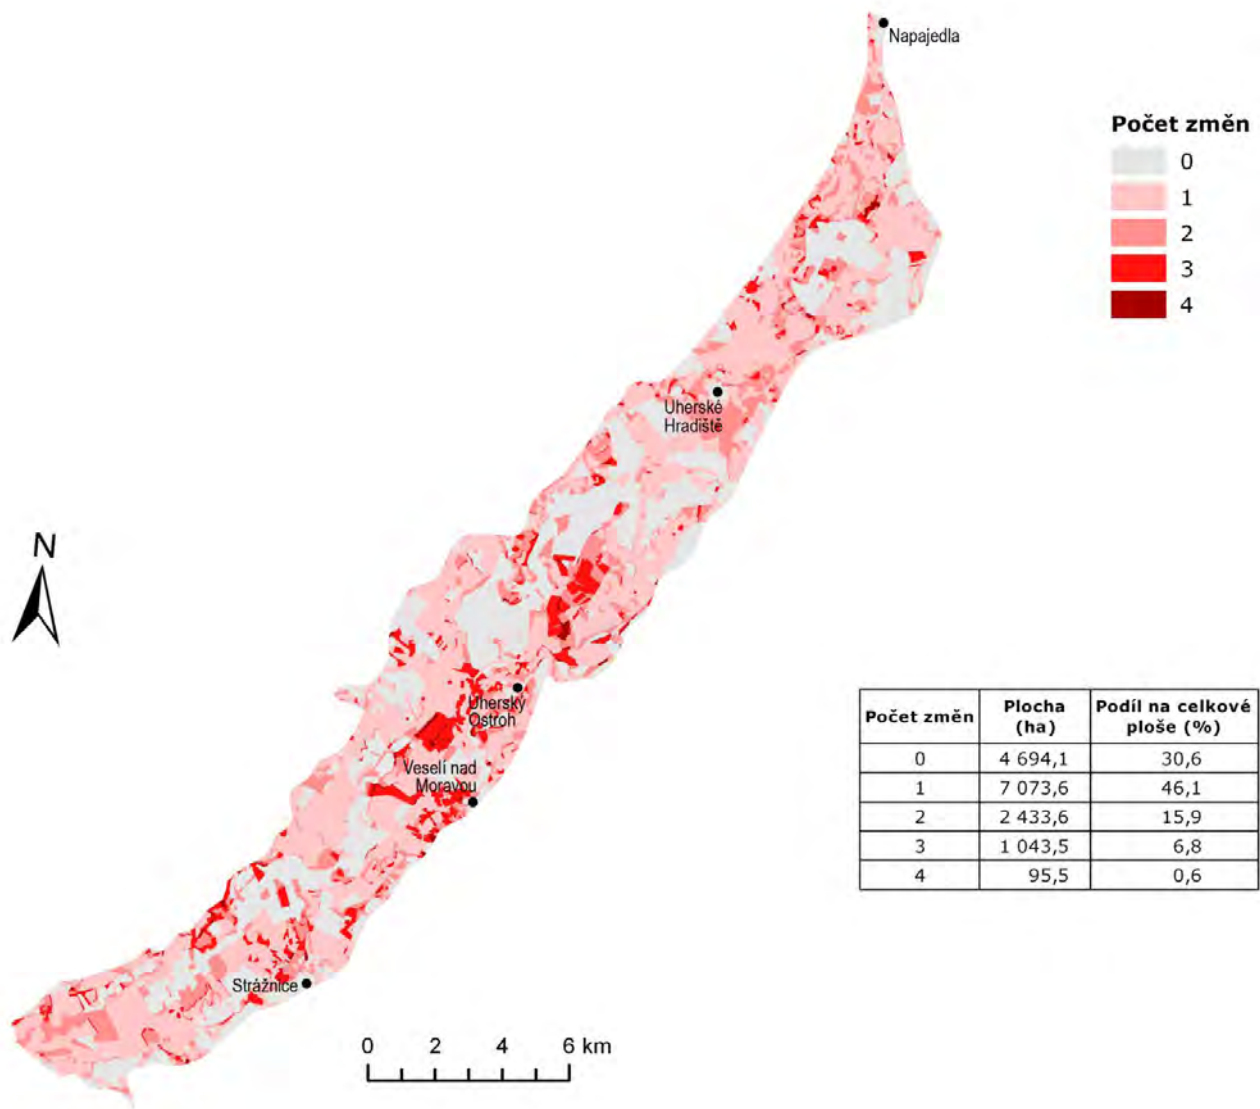 Napajedla
Počet změn
0
1
2
3
4
Uherské
Hradiště
N
Uherský
Ostroh
Veselí nad
Moravou
Strážnice
0 2 4 6 km
Počet změn Plocha (ha) Podíl na celkové ploše (%)
0 4 694,1 30,6
1 7 073,6 46,1
2 2 433,6 15,9
3 1 043,5 6,8
4 95,5 0,6